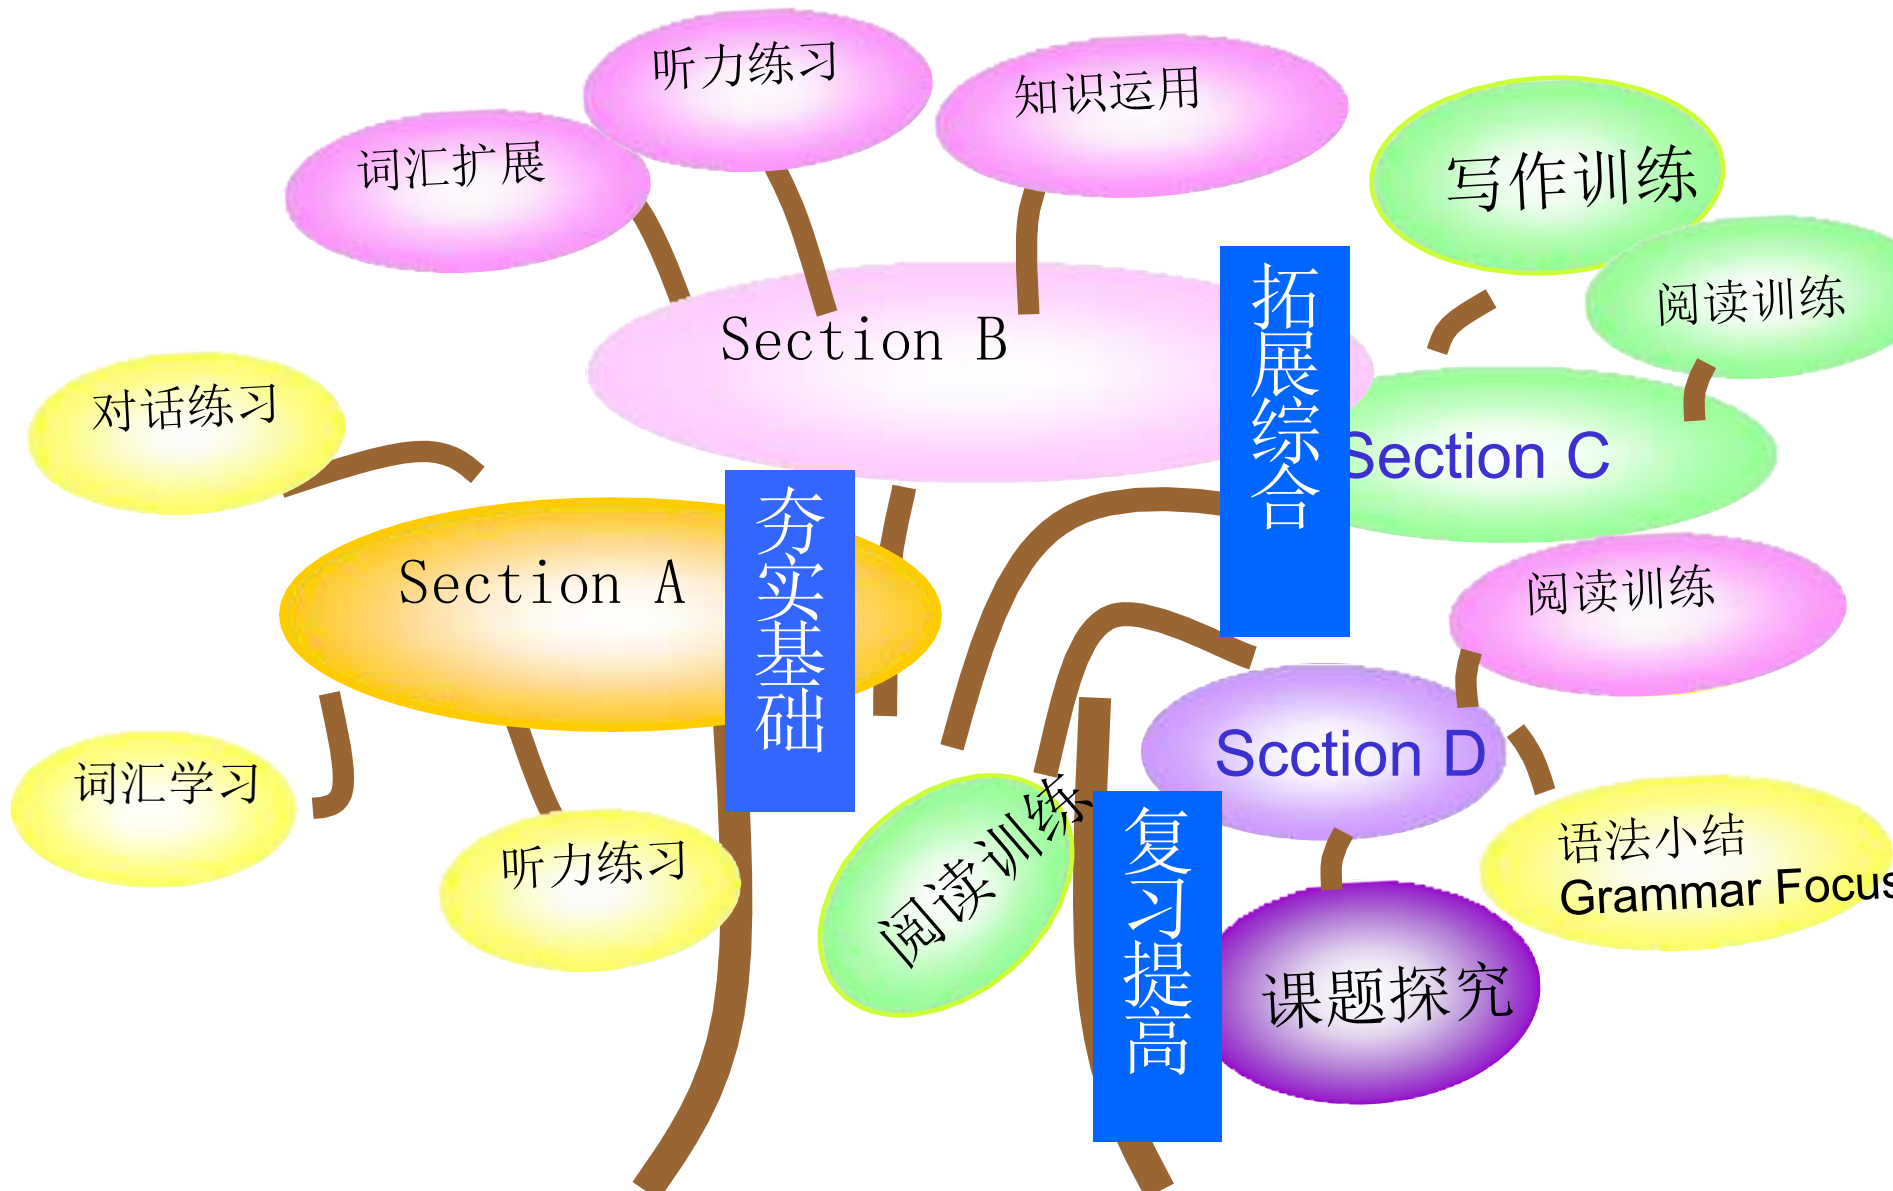 听力练习
知识运用
词汇扩展
写作训练
阅读训练
Section B
拓展综合
对话练习
Section C
夯实基础
Section A
阅读训练
Scction D
词汇学习
听力练习
阅读训练
复习提高
语法小结
Grammar Focus
课题探究